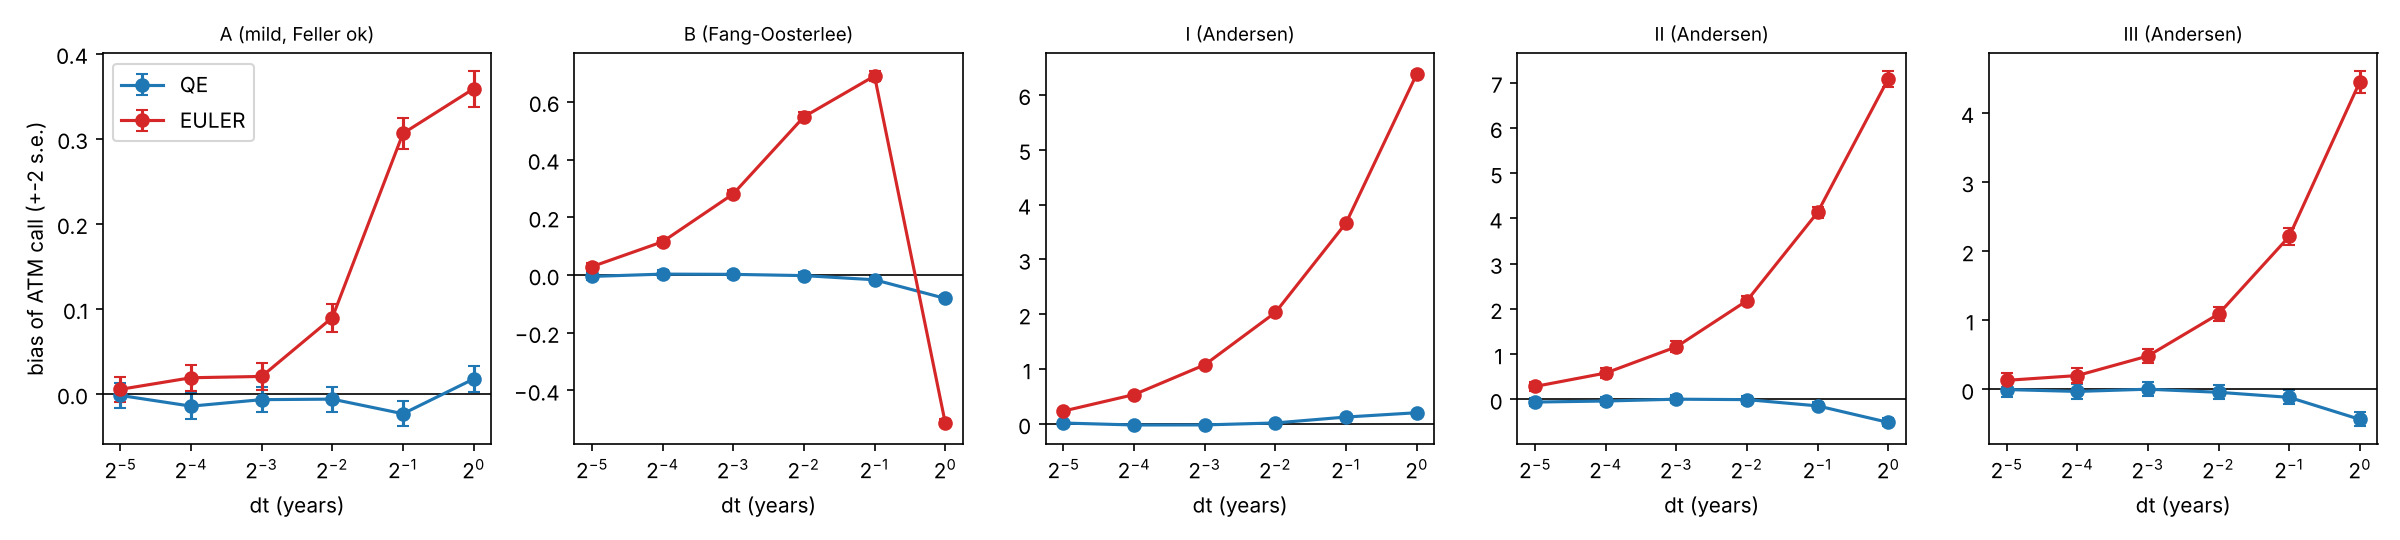 A (mild, Feller ok)
0.4
0.3
0.2
0.1
0.0
bias of ATM call (+-2 s.e.)
QE
EULER
2⁻⁵ 2⁻⁴ 2⁻³ 2⁻² 2⁻¹ 2⁰
dt (years)
B (Fang-Oosterlee)
0.6
0.4
0.2
0.0
−0.2
−0.4
2⁻⁵ 2⁻⁴ 2⁻³ 2⁻² 2⁻¹ 2⁰
dt (years)
I (Andersen)
6
5
4
3
2
1
0
2⁻⁵ 2⁻⁴ 2⁻³ 2⁻² 2⁻¹ 2⁰
dt (years)
II (Andersen)
7
6
5
4
3
2
1
0
2⁻⁵ 2⁻⁴ 2⁻³ 2⁻² 2⁻¹ 2⁰
dt (years)
III (Andersen)
4
3
2
1
0
2⁻⁵ 2⁻⁴ 2⁻³ 2⁻² 2⁻¹ 2⁰
dt (years)